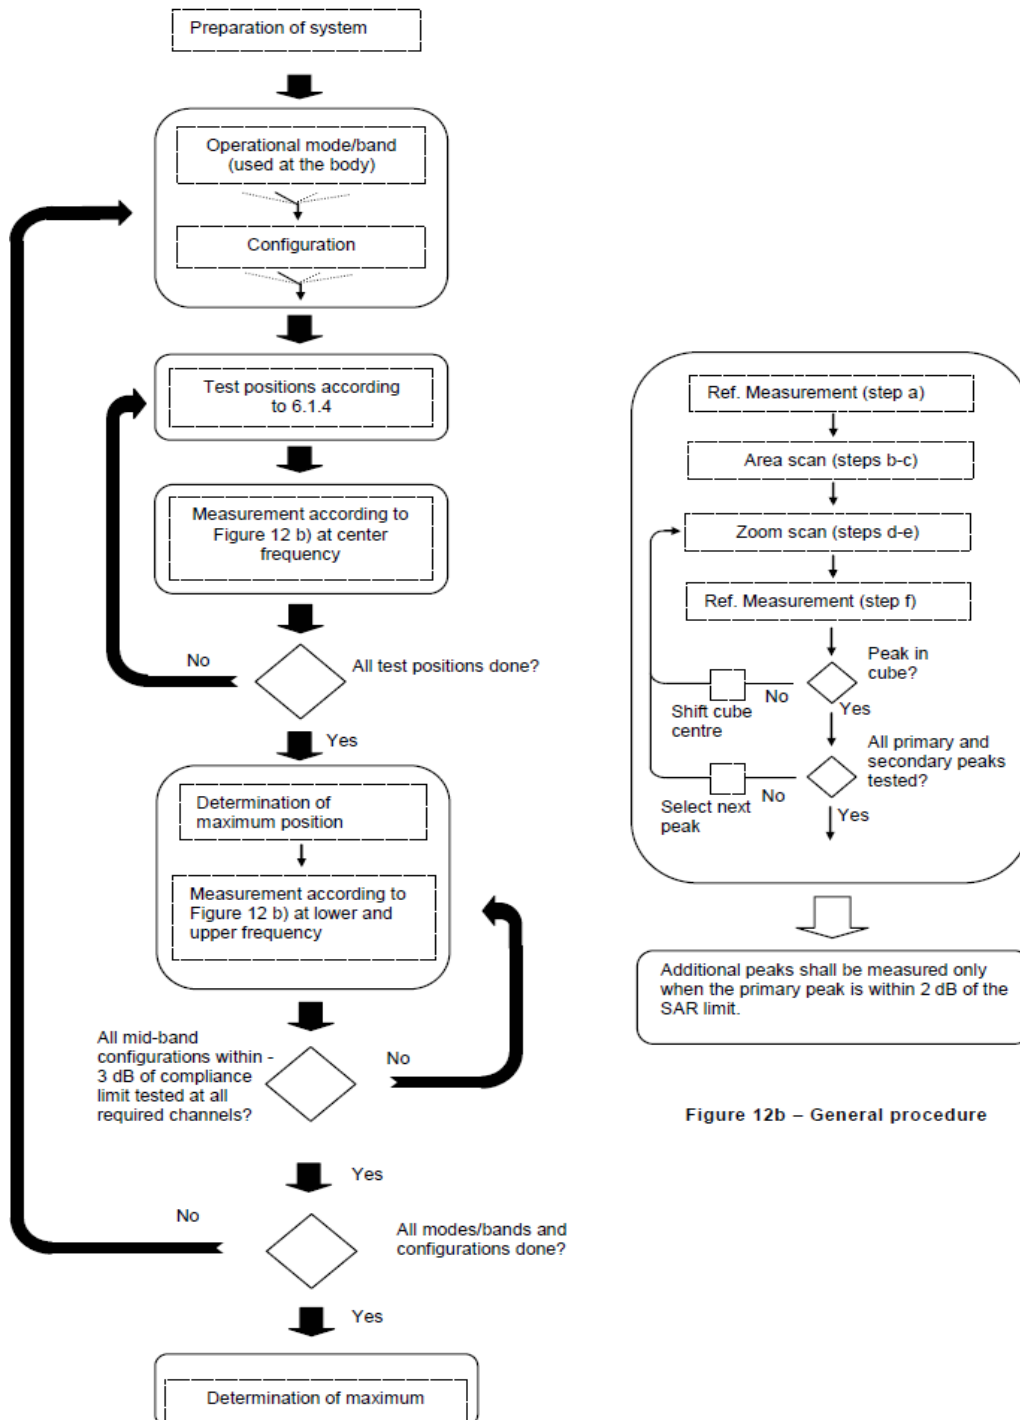 Preparation of system
Operational mode/band
(used at the body)
Configuration
Test positions according
to 6.1.4
Measurement according to
Figure 12 b) at center
frequency
No
All test positions done?
Yes
Determination of
maximum position
Measurement according to
Figure 12 b) at lower and
upper frequency
All mid-band
configurations within -
3 dB of compliance
limit tested at all
required channels?
No
Yes
No
All modes/bands and
configurations done?
Yes
Determination of maximum
Ref. Measurement (step a)
Area scan (steps b-c)
Zoom scan (steps d-e)
Ref. Measurement (step f)
Peak in
cube?
No
Shift cube
centre
Yes
All primary and
secondary peaks
tested?
No
Select next
peak
Yes
Additional peaks shall be measured only
when the primary peak is within 2 dB of the
SAR limit.
Figure 12b – General procedure